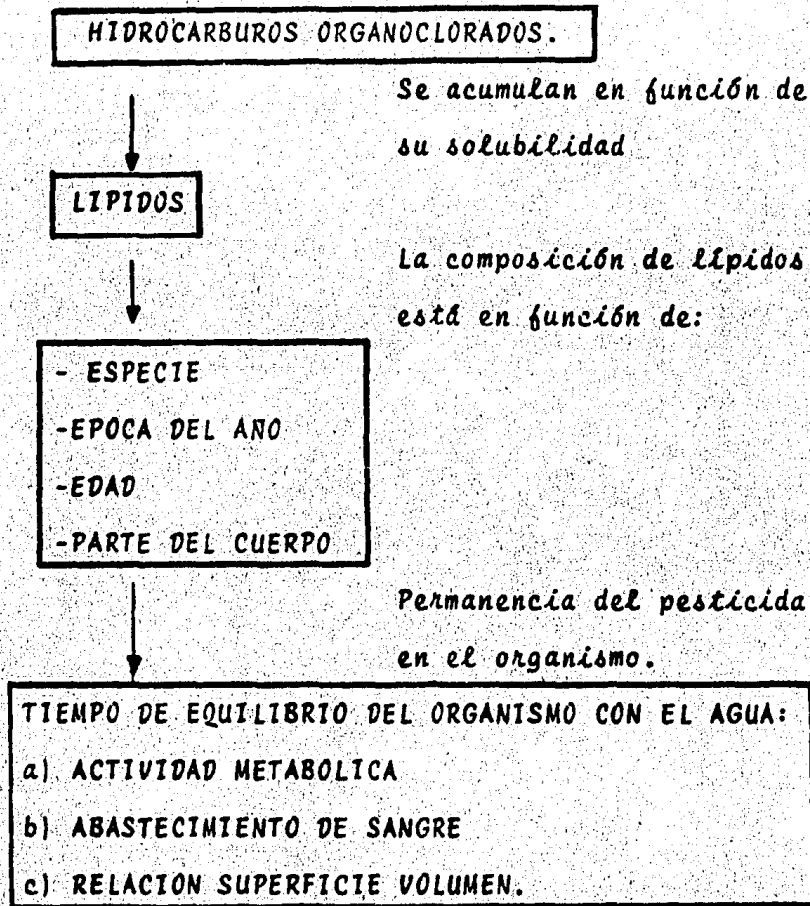 HIDROCARBUROS ORGANOCLORADOS.
Se acumulan en función de
su solubilidad
LIPIDOS
La composición de lípidos
está en función de:
- ESPECIE
-EPOCA DEL AÑO
-EDAD
-PARTE DEL CUERPO
Permanencia del pesticida
en el organismo.
TIEMPO DE EQUILIBRIO DEL ORGANISMO CON EL AGUA:
a) ACTIVIDAD METABOLICA
b) ABASTECIMIENTO DE SANGRE
c) RELACION SUPERFICIE VOLUMEN.